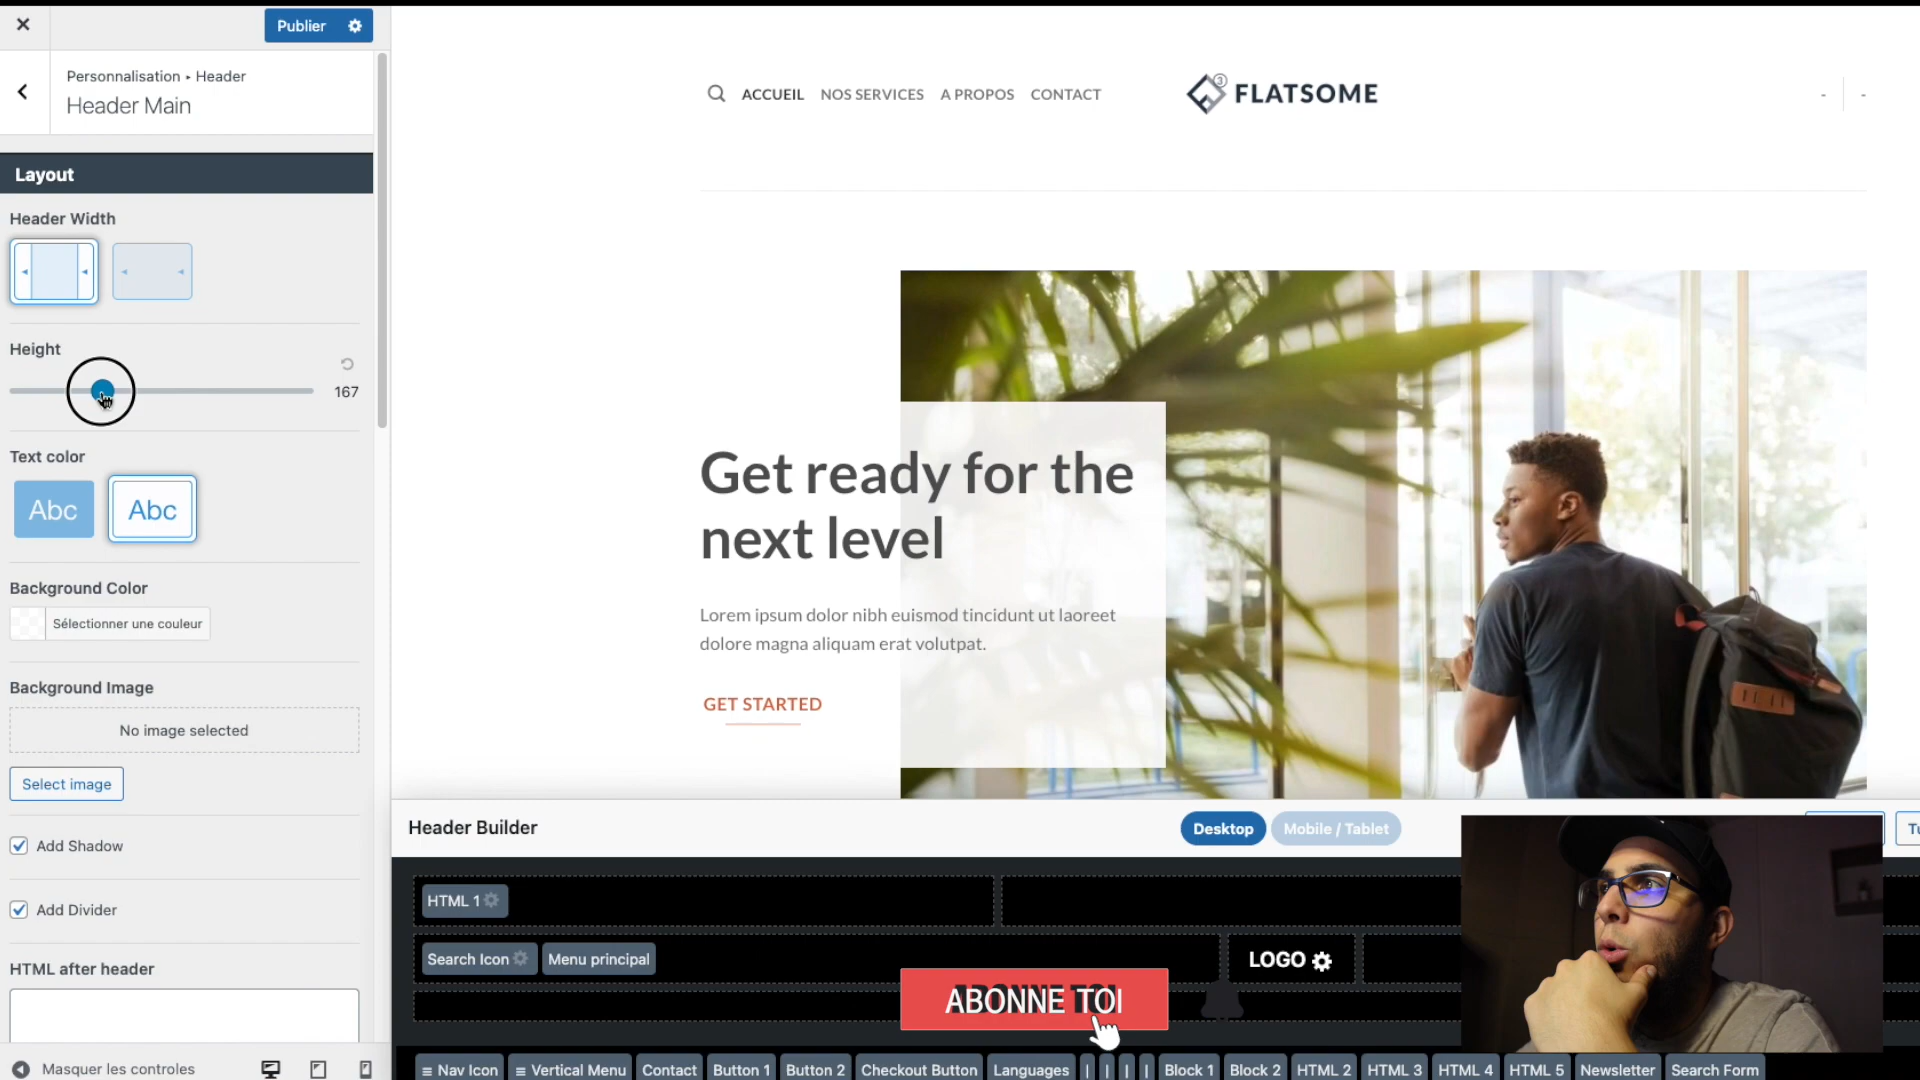 Publier
Personnalisation ▸ Header
Header Main
Layout
Header Width
Height
167
Text color
Abc
Abc
Background Color
Sélectionner une couleur
Background Image
No image selected
Select image
Add Shadow
Add Divider
HTML after header
Masquer les controles
ACCUEIL NOS SERVICES A PROPOS CONTACT
3
FLATSOME
- -
Get ready for the
next level
Lorem ipsum dolor nibh euismod tincidunt ut laoreet
dolore magna aliquam erat volutpat.
GET STARTED
Header Builder
Desktop
Mobile / Tablet
HTML 1
Search Icon
Menu principal
LOGO
ABONNE TOI
≡ Nav Icon
≡ Vertical Menu
Contact
Button 1
Button 2
Checkout Button
Languages
|
|
|
|
Block 1
Block 2
HTML 2
HTML 3
HTML 4
HTML 5
Newsletter
Search Form